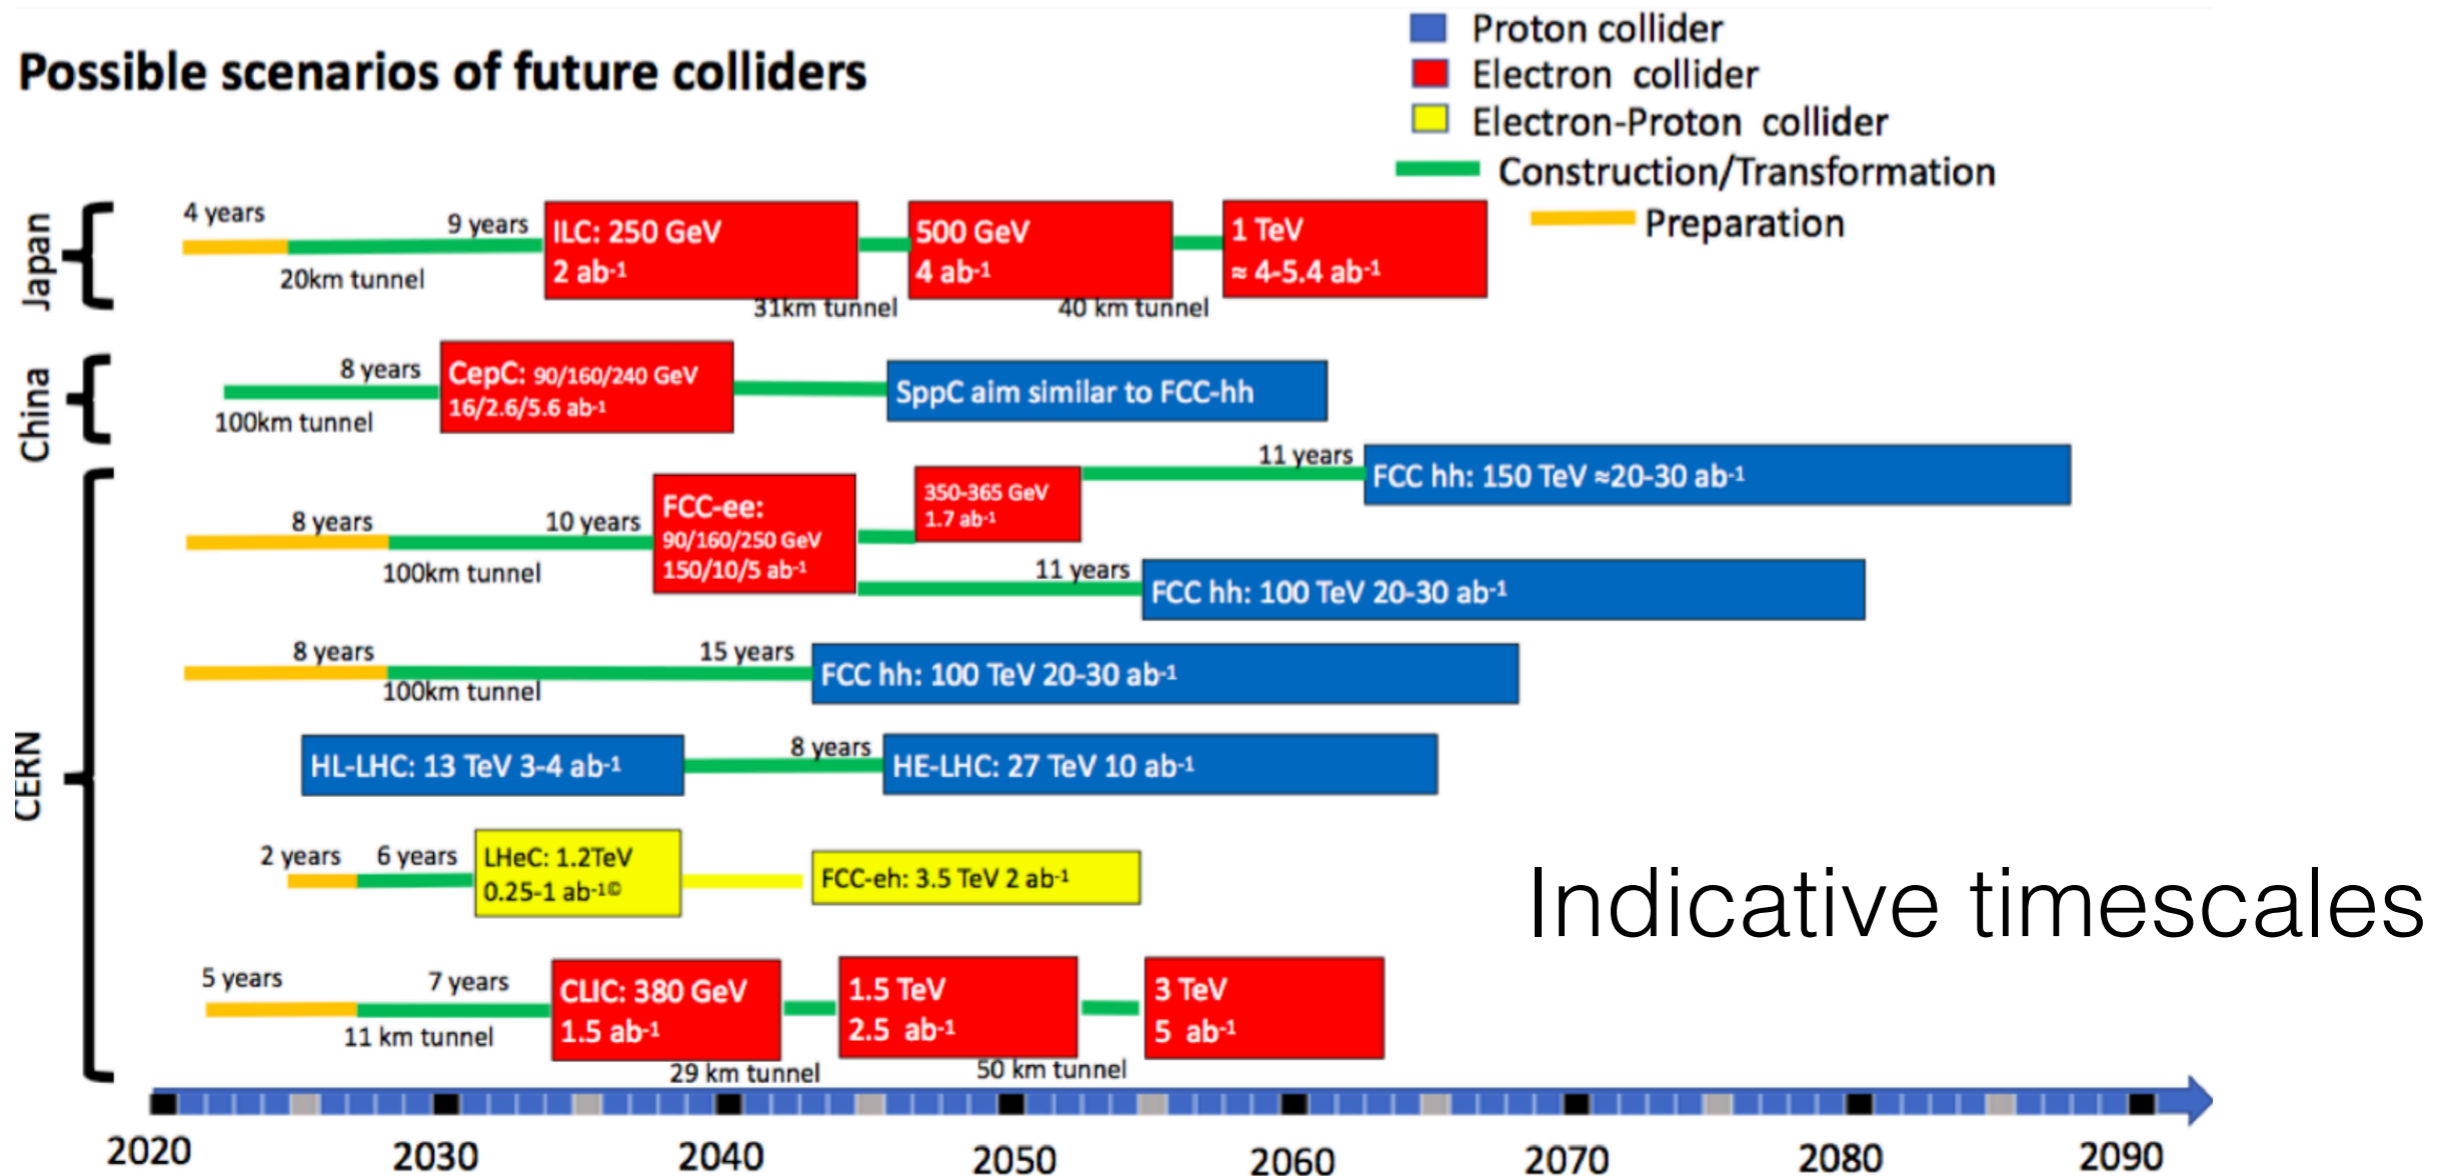 Possible scenarios of future colliders
Proton collider
Electron collider
Electron-Proton collider
Construction/Transformation
Preparation
Japan
4 years
9 years
20km tunnel
ILC: 250 GeV
2 ab-1
31km tunnel
500 GeV
4 ab-1
40 km tunnel
1 TeV
≈ 4-5.4 ab-1
China
8 years
100km tunnel
CepC: 90/160/240 GeV
16/2.6/5.6 ab-1
SppC aim similar to FCC-hh
CERN
8 years
10 years
100km tunnel
FCC-ee:
90/160/250 GeV
150/10/5 ab-1
350-365 GeV
1.7 ab-1
11 years
FCC hh: 150 TeV ≈20-30 ab-1
11 years
FCC hh: 100 TeV 20-30 ab-1
8 years
15 years
100km tunnel
FCC hh: 100 TeV 20-30 ab-1
HL-LHC: 13 TeV 3-4 ab-1
8 years
HE-LHC: 27 TeV 10 ab-1
2 years
6 years
LHeC: 1.2TeV
0.25-1 ab-1©
FCC-eh: 3.5 TeV 2 ab-1
Indicative timescales
5 years
7 years
11 km tunnel
CLIC: 380 GeV
1.5 ab-1
29 km tunnel
1.5 TeV
2.5 ab-1
50 km tunnel
3 TeV
5 ab-1
2020 2030 2040 2050 2060 2070 2080 2090